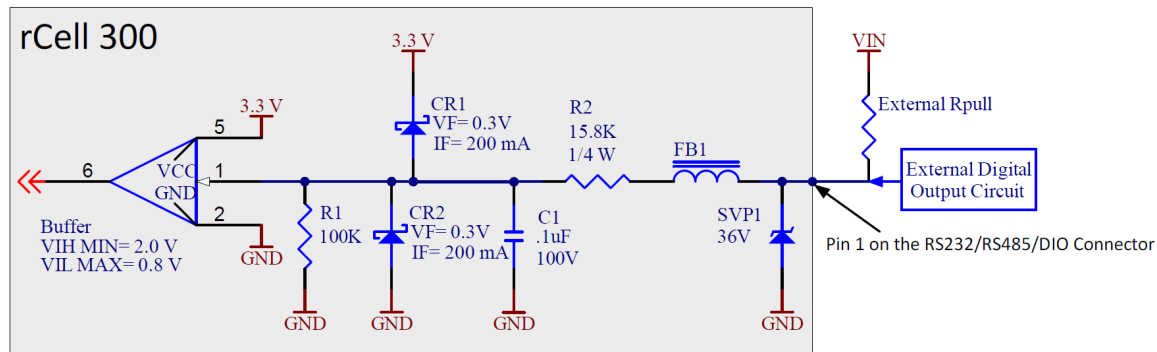 rCell 300
3.3 V
VIN
CR1
VF= 0.3V
IF= 200 mA
R2
15.8K
1/4 W
External Rpull
3.3 V
5
FB1
6
VCC
1
GND
2
External Digital
Output Circuit
Buffer
VIH MIN= 2.0 V
VIL MAX= 0.8 V
GND
R1
100K
CR2
VF= 0.3V
IF= 200 mA
C1
.1uF
100V
SVP1
36V
Pin 1 on the RS232/RS485/DIO Connector
GND
GND
GND
GND